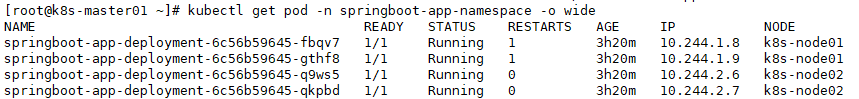 [root@k8s-master01 ~]# kubectl get pod -n springboot-app-namespace -o wide
NAME                                         READY   STATUS    RESTARTS   AGE     IP           NODE
springboot-app-deployment-6c56b59645-fbqv7   1/1     Running   1          3h20m   10.244.1.8   k8s-node01
springboot-app-deployment-6c56b59645-gthf8   1/1     Running   1          3h20m   10.244.1.9   k8s-node01
springboot-app-deployment-6c56b59645-q9ws5   1/1     Running   0          3h20m   10.244.2.6   k8s-node02
springboot-app-deployment-6c56b59645-qkpbd   1/1     Running   0          3h20m   10.244.2.7   k8s-node02